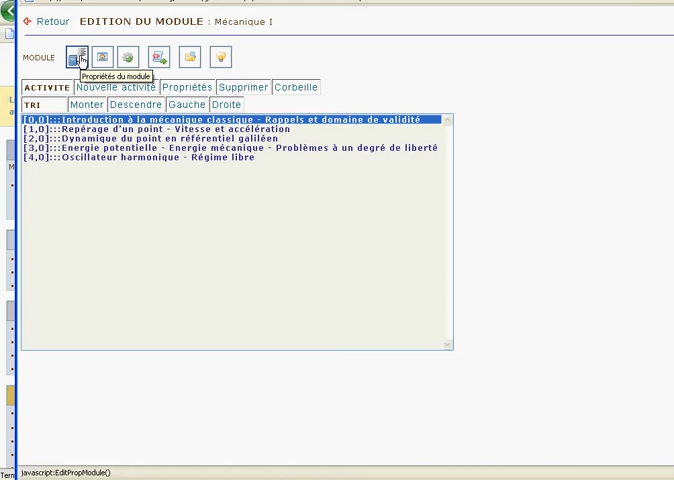 Retour EDITION DU MODULE : Mécanique I
MODULE
Propriétés du module
ACTIVITE Nouvelle activité Propriétés Supprimer Corbeille
TRI Monter Descendre Gauche Droite
[0,0]:::Introduction à la mécanique classique - Rappels et domaine de validité
[1,0]:::Repérage d'un point - Vitesse et accélération
[2,0]:::Dynamique du point en référentiel galiléen
[3,0]:::Energie potentielle - Energie mécanique - Problèmes à un degré de liberté
[4,0]:::Oscillateur harmonique - Régime libre
Term
javascript:EditPropModule()